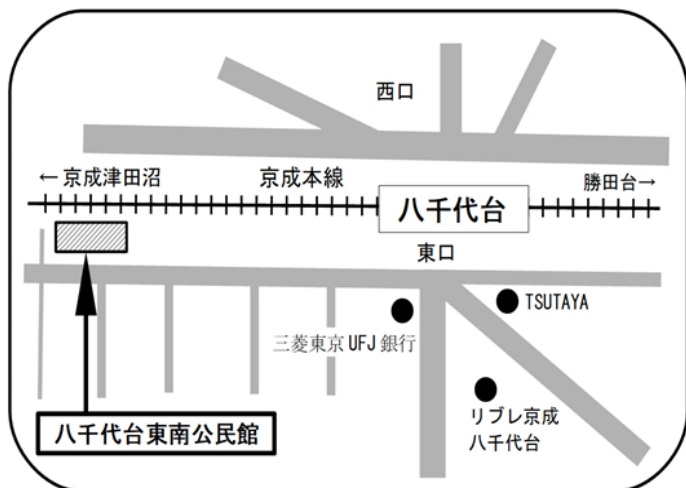 西口
←京成津田沼
京成本線
勝田台→
八千代台
東口
TSUTAYA
三菱東京UFJ銀行
リブレ京成
八千代台
八千代台東南公民館